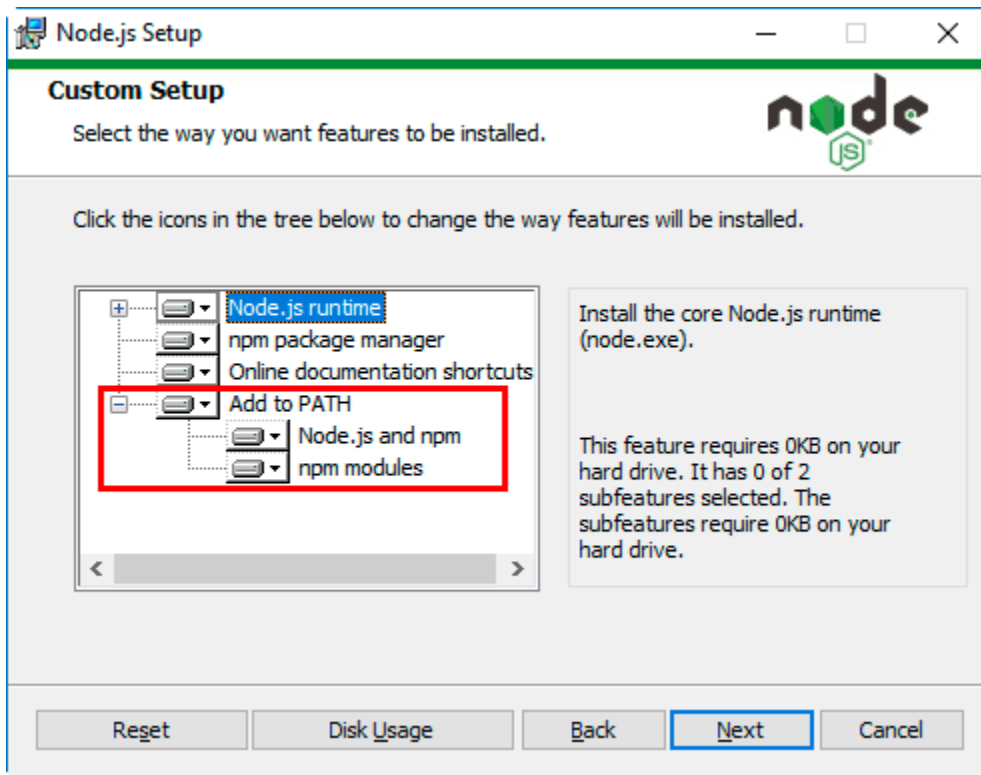 Node.js Setup
Custom Setup
Select the way you want features to be installed.
node
JS
Click the icons in the tree below to change the way features will be installed.
Node.js runtime
npm package manager
Online documentation shortcuts
Add to PATH
Node.js and npm
npm modules
Install the core Node.js runtime
(node.exe).
This feature requires 0KB on your
hard drive. It has 0 of 2
subfeatures selected. The
subfeatures require 0KB on your
hard drive.
Reset
Disk Usage
Back
Next
Cancel